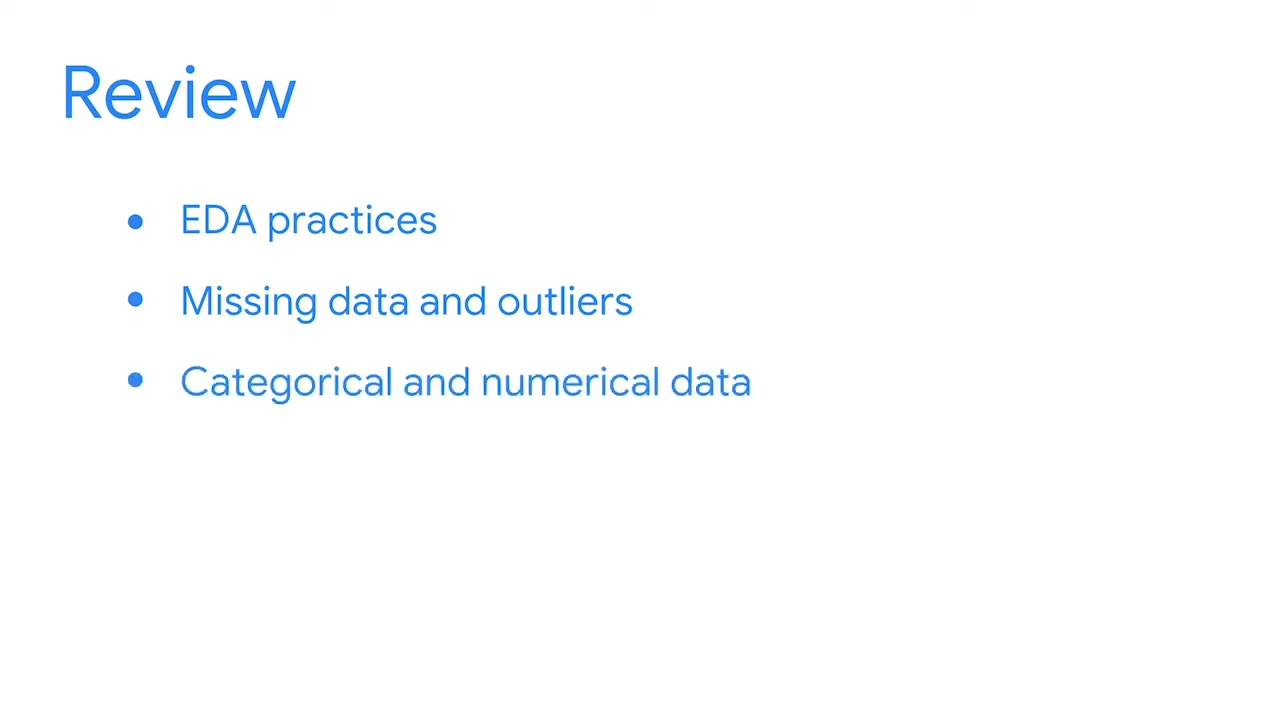 Review
• EDA practices
• Missing data and outliers
• Categorical and numerical data